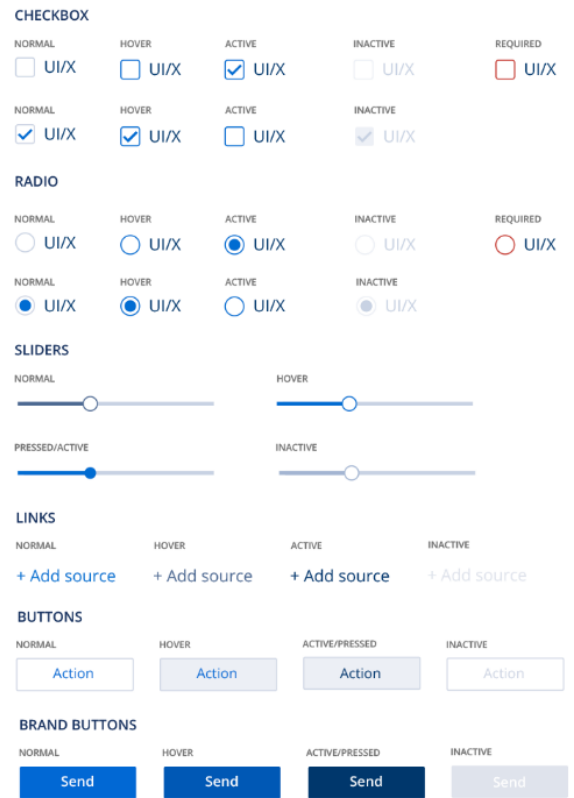 CHECKBOX
NORMAL HOVER ACTIVE INACTIVE REQUIRED
UI/X UI/X UI/X UI/X UI/X
NORMAL HOVER ACTIVE INACTIVE
UI/X UI/X UI/X UI/X
RADIO
NORMAL HOVER ACTIVE INACTIVE REQUIRED
UI/X UI/X UI/X UI/X UI/X
NORMAL HOVER ACTIVE INACTIVE
UI/X UI/X UI/X UI/X
SLIDERS
NORMAL HOVER
PRESSED/ACTIVE INACTIVE
LINKS
NORMAL HOVER ACTIVE INACTIVE
+ Add source + Add source + Add source + Add source
BUTTONS
NORMAL HOVER ACTIVE/PRESSED INACTIVE
Action Action Action Action
BRAND BUTTONS
NORMAL HOVER ACTIVE/PRESSED INACTIVE
Send Send Send Send